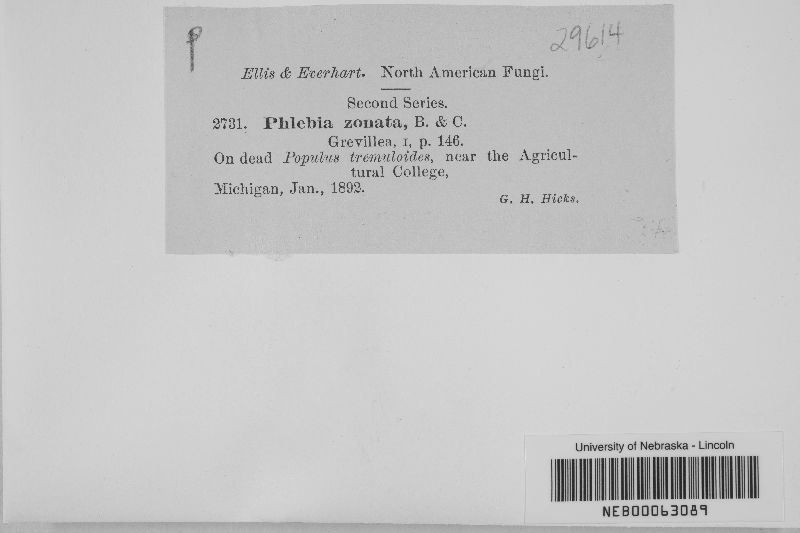 p
29614
Ellis & Everhart. North American Fungi.
Second Series.
2731. Phlebia zonata, B. & C.
Grevillea, I, p. 146.
On dead Populus tremuloides, near the Agricul-
tural College,
Michigan, Jan., 1892.
G. H. Hicks.
University of Nebraska - Lincoln
NEB00063089